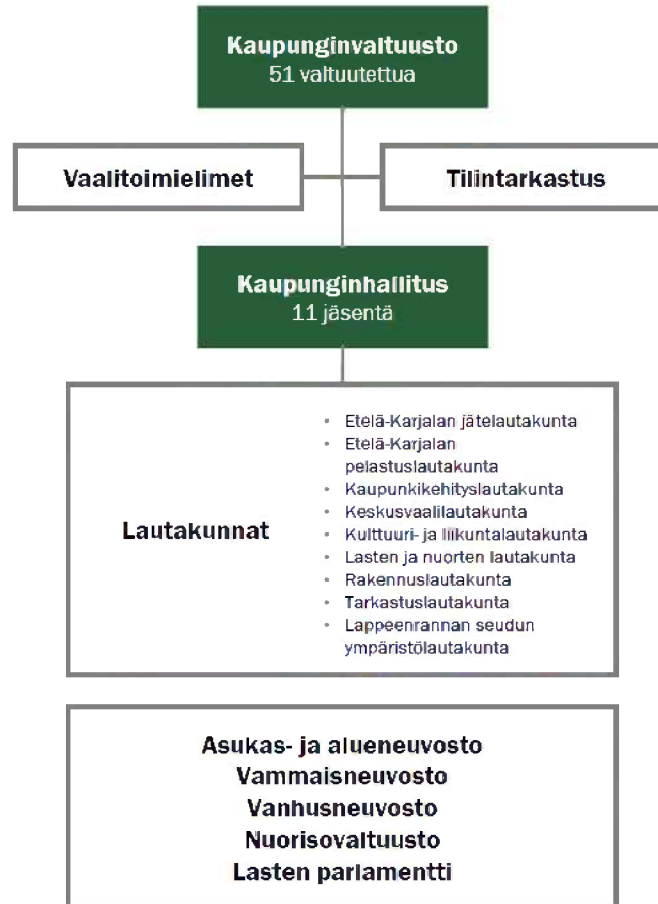 Kaupunginvaltuusto
51 valtuutettua
Vaalitoimielimet
Tilintarkastus
Kaupunginhallitus
11 jäsentä
Lautakunnat
• Etelä-Karjalan jätelautakunta
• Etelä-Karjalan
pelastuslautakunta
• Kaupunkikehityslautakunta
• Keskusvaalilautakunta
• Kulttuuri- ja liikuntalautakunta
• Lasten ja nuorten lautakunta
• Rakennuslautakunta
• Tarkastuslautakunta
• Lappeenrannan seudun
ympäristölautakunta
Asukas- ja alueneuvosto
Vammaisneuvosto
Vanhusneuvosto
Nuorisovaltuusto
Lasten parlamentti